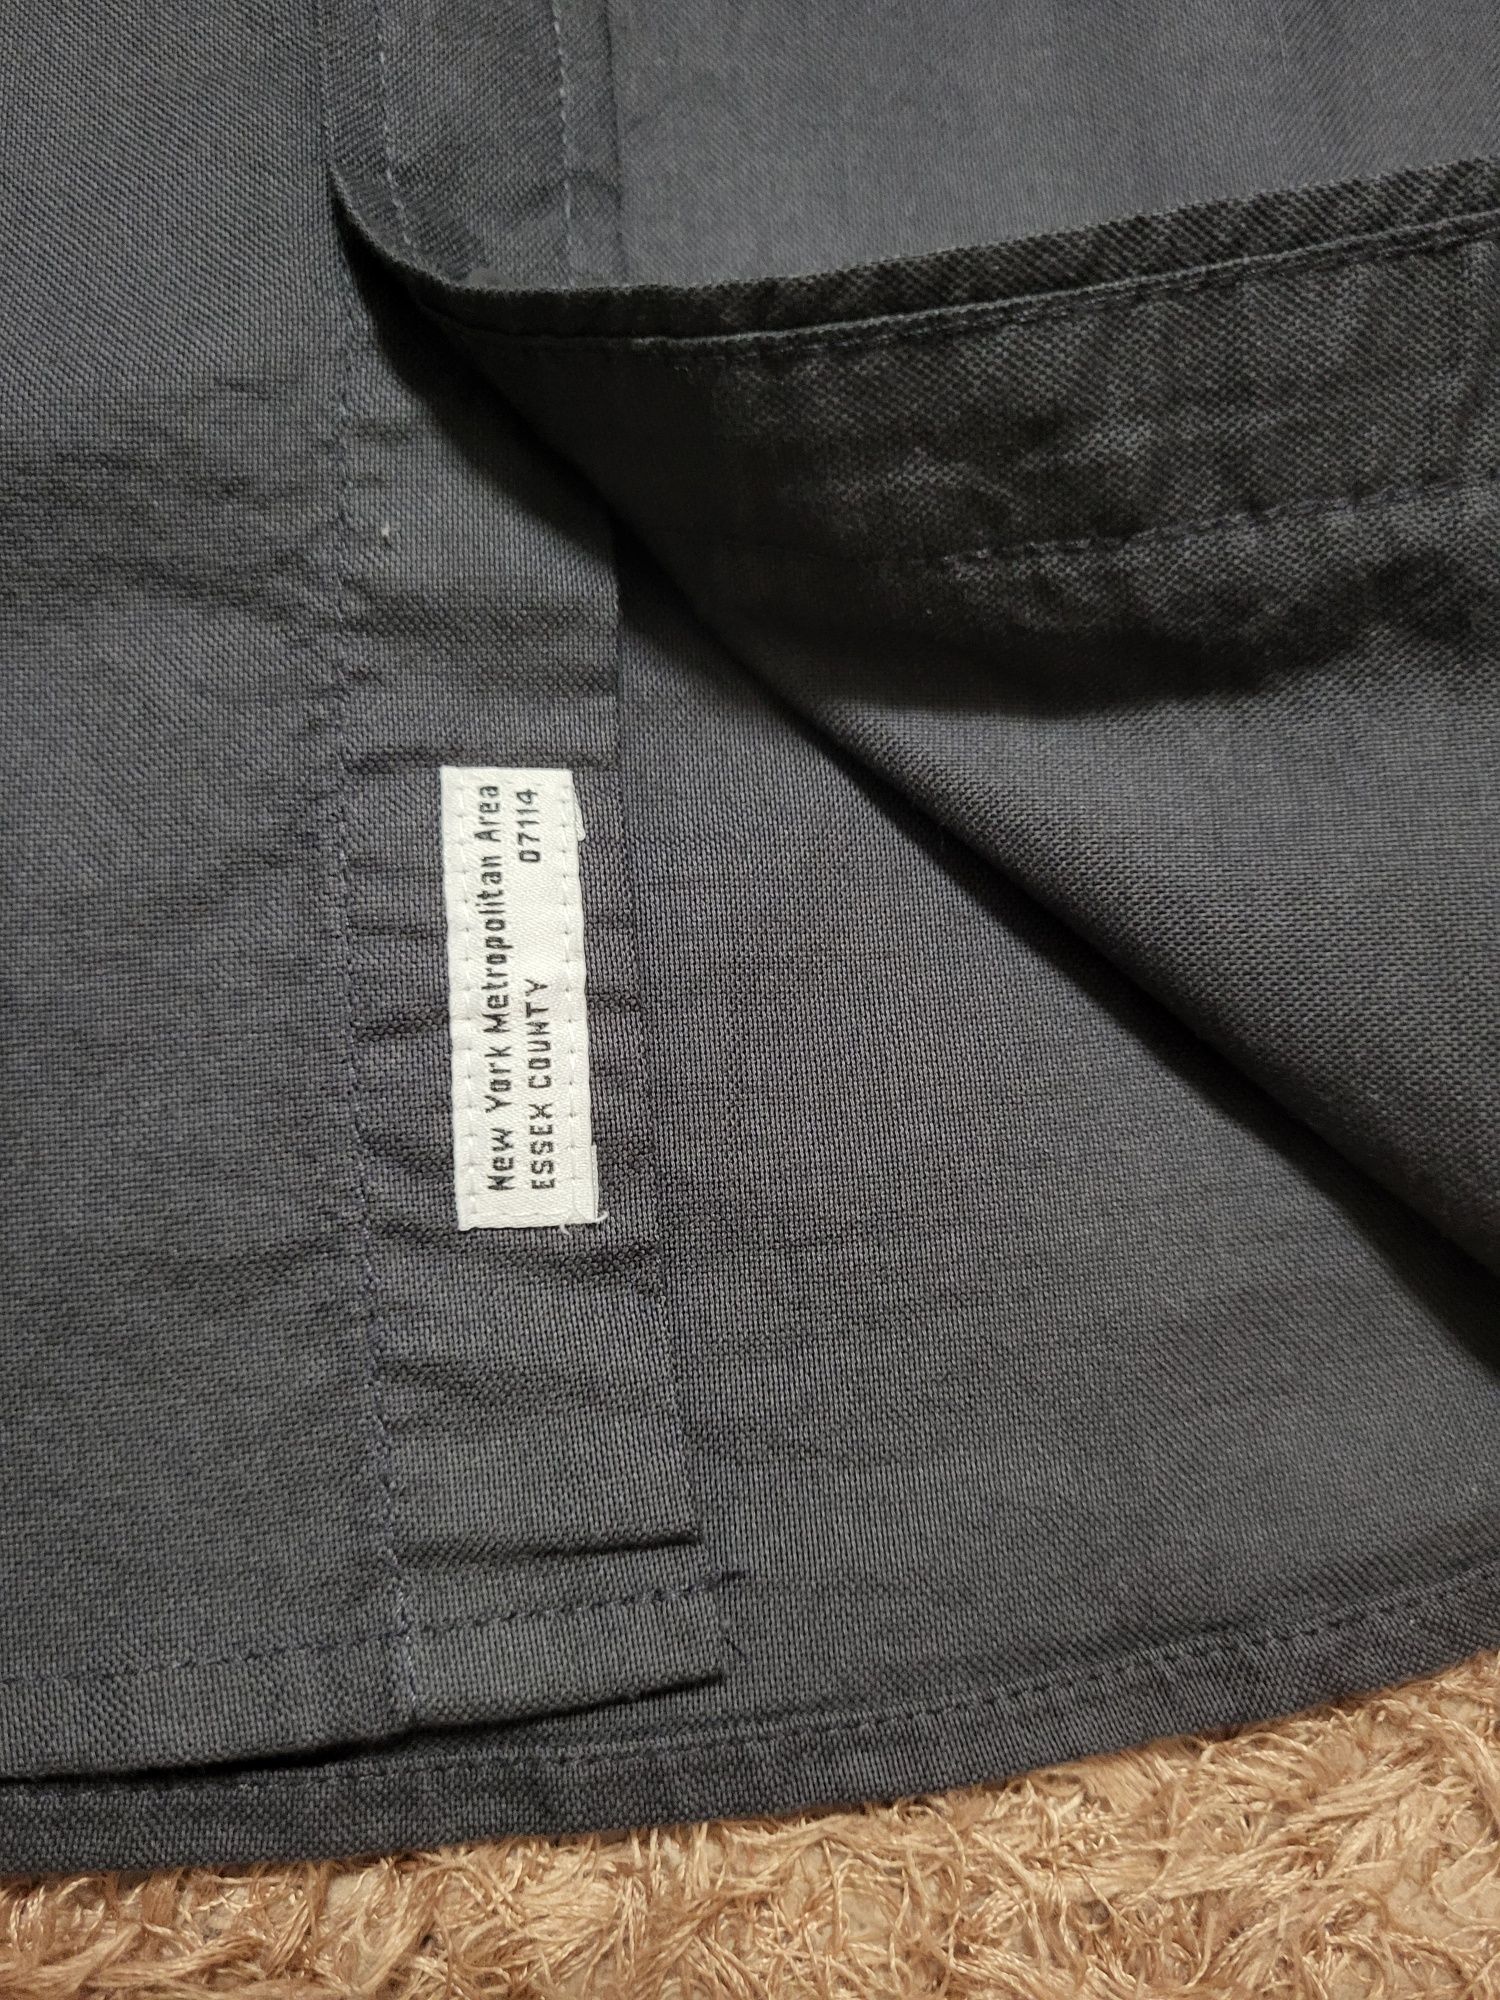 New York Metropolitan Area
ESSEX COUNTY 07114